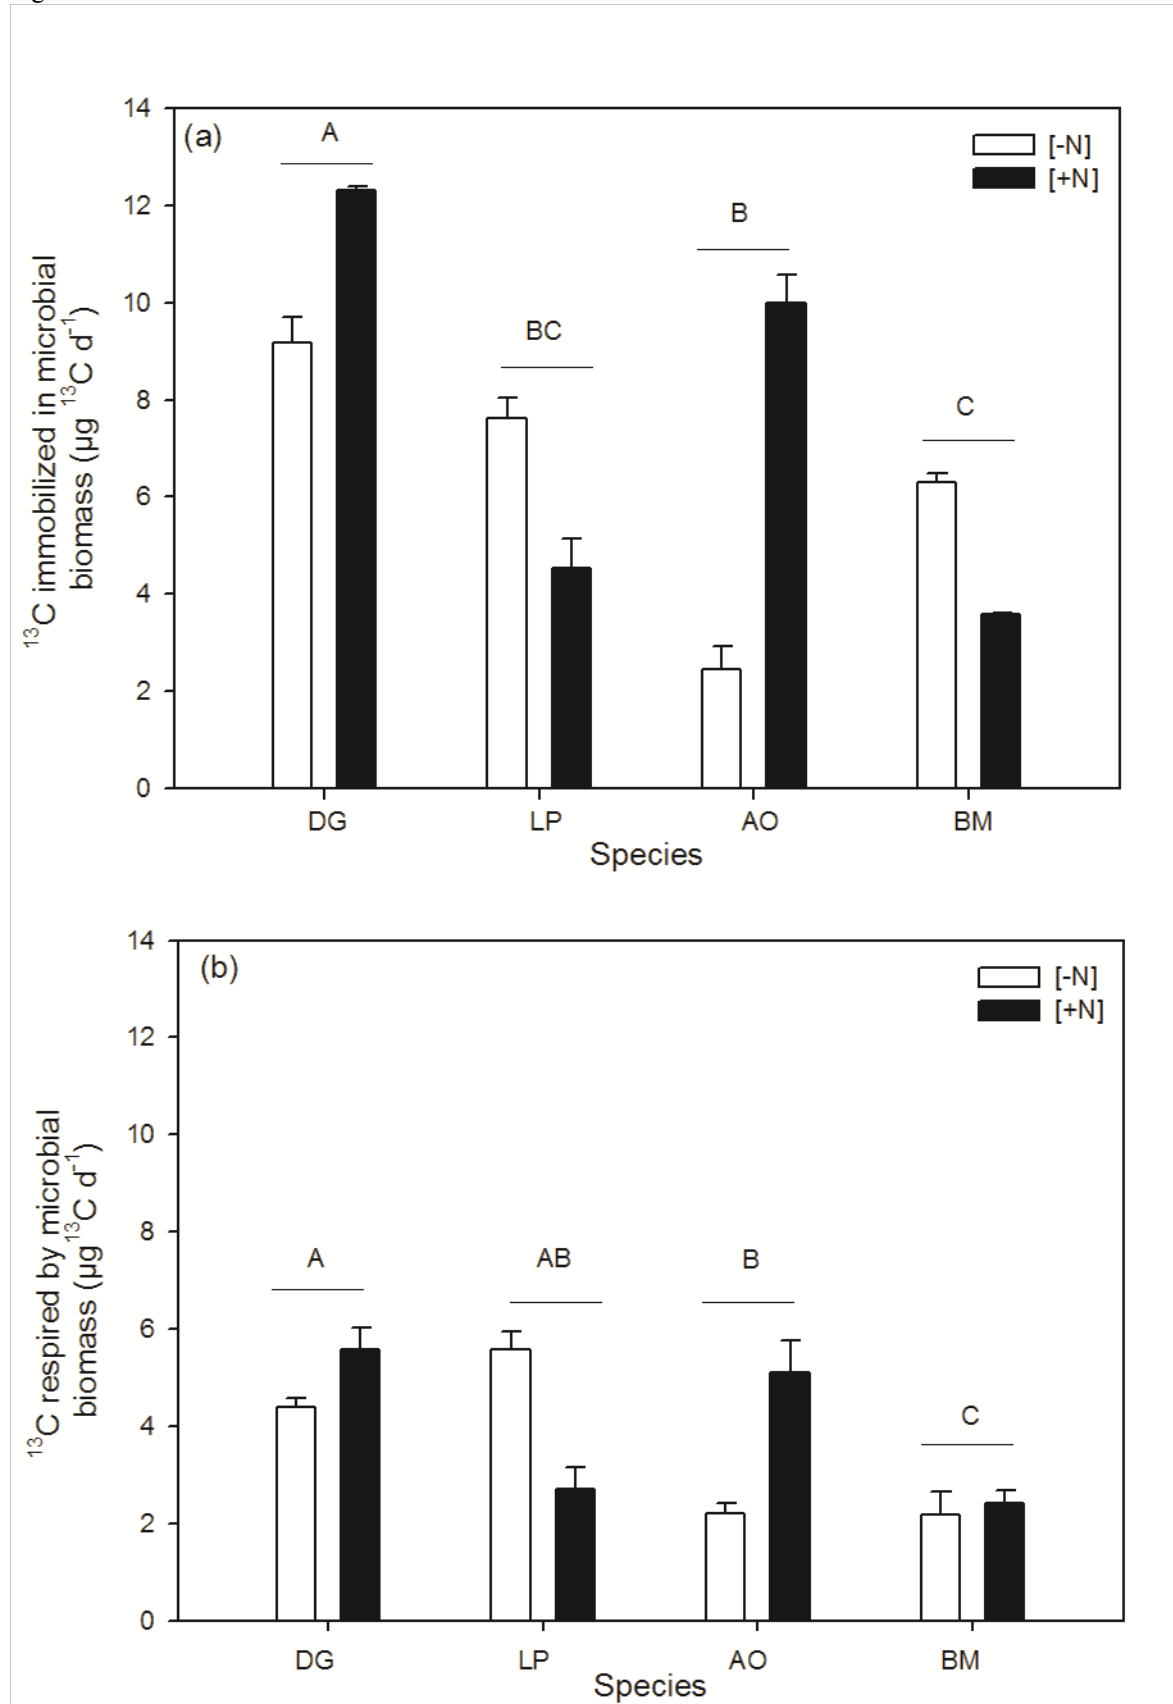 14
(a)
A
[-N]
[+N]
12
B
10
BC
8
C
6
4
2
0
¹³C immobilized in microbial
biomass (µg ¹³C d⁻¹)
DG
LP
AO
BM
Species
14
(b)
[-N]
[+N]
12
10
8
A
AB
B
6
4
C
2
0
¹³C respired by microbial
biomass (µg ¹³C d⁻¹)
DG
LP
AO
BM
Species